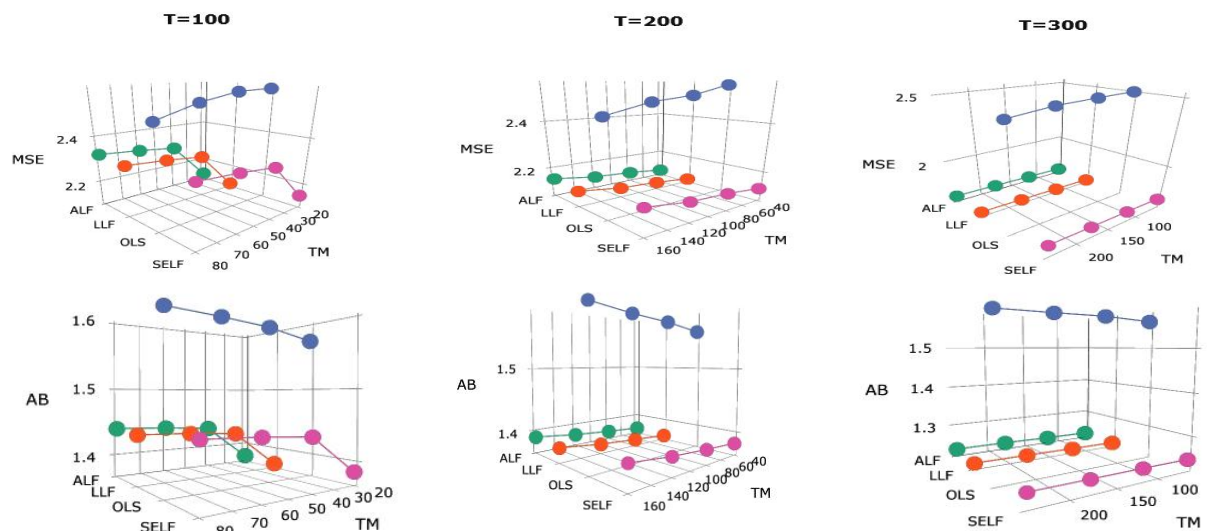 T=100
T=200
T=300
MSE
2.4
2.2
ALF
LLF
OLS
SELF
80
70
60
50
40
30
20
TM
MSE
2.4
2.2
ALF
LLF
OLS
SELF
160
140
120
100
80
60
40
TM
MSE
2.5
2
ALF
LLF
OLS
SELF
200
150
100
TM
AB
1.6
1.5
1.4
ALF
LLF
OLS
SELF
80
70
60
50
40
30
20
TM
AB
1.5
1.4
ALF
LLF
OLS
SELF
160
140
120
100
80
60
40
TM
AB
1.5
1.4
1.3
ALF
LLF
OLS
SELF
200
150
100
TM